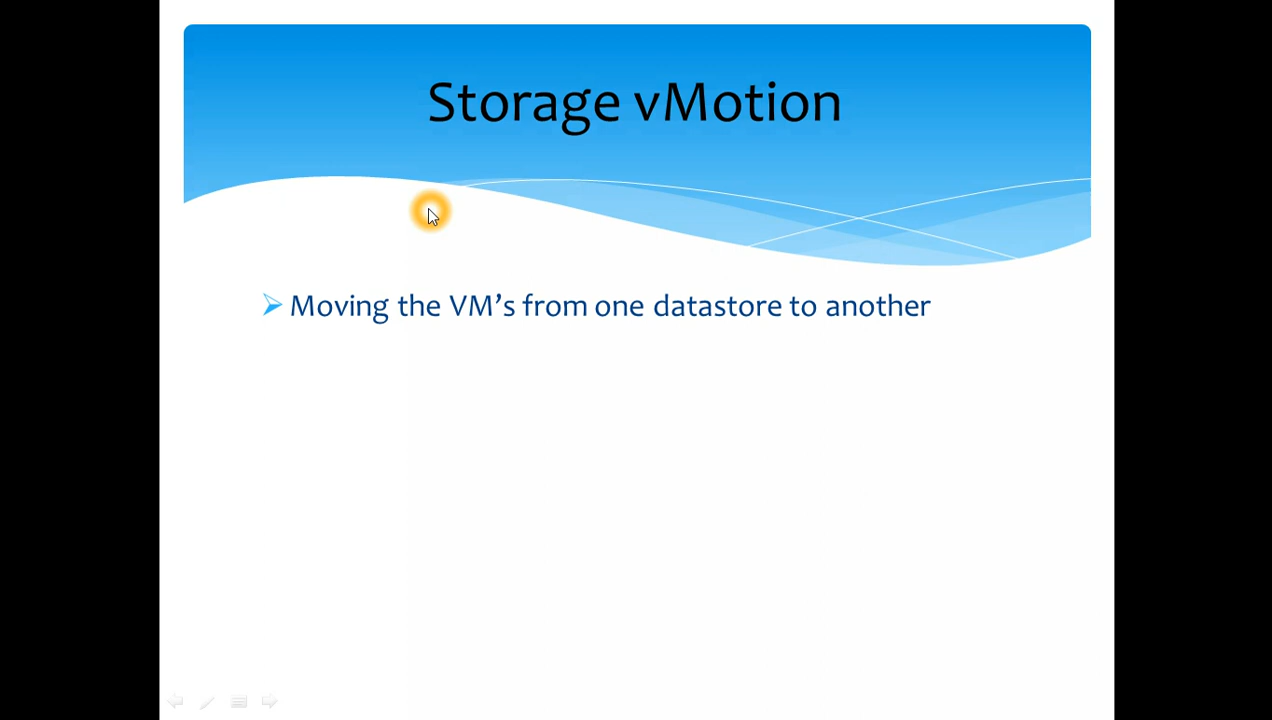 Storage vMotion
Moving the VM’s from one datastore to another